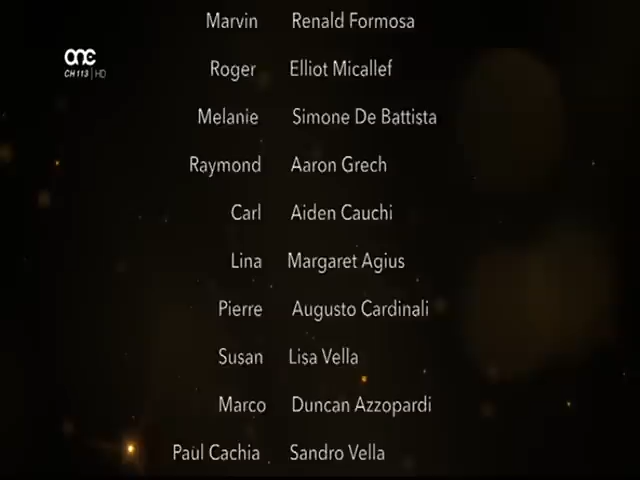 Marvin Renald Formosa
one
CH 113 | HD
Roger Elliot Micallef
Melanie Simone De Battista
Raymond Aaron Grech
Carl Aiden Cauchi
Lina Margaret Agius
Pierre Augusto Cardinali
Susan Lisa Vella
Marco Duncan Azzopardi
Paul Cachia Sandro Vella